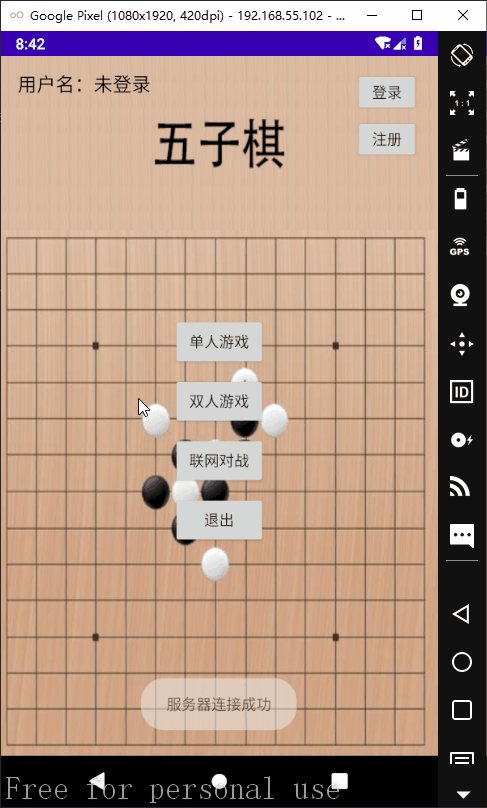 Google Pixel (1080x1920, 420dpi) - 192.168.55.102 - ...
8:42
用户名：未登录
登录
五子棋
注册
单人游戏
双人游戏
联网对战
退出
服务器连接成功
Free for personal use
1:1
GPS
ID